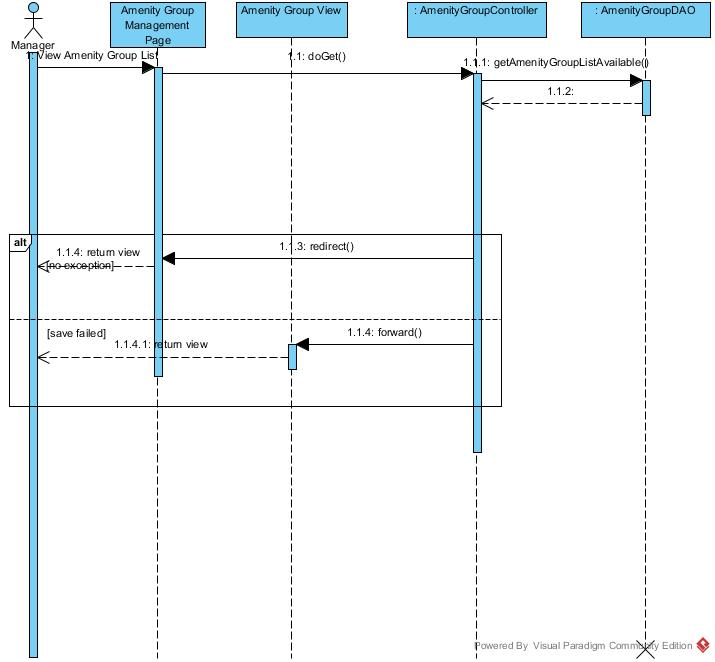 Amenity Group
Management
Page
Amenity Group View
: AmenityGroupController
: AmenityGroupDAO
Manager
1: View Amenity Group List
1.1: doGet()
1.1.1: getAmenityGroupListAvailable()
1.1.2:
alt
1.1.4: return view
1.1.3: redirect()
[no exception]
[save failed]
1.1.4: forward()
1.1.4.1: return view
Powered By Visual Paradigm Community Edition